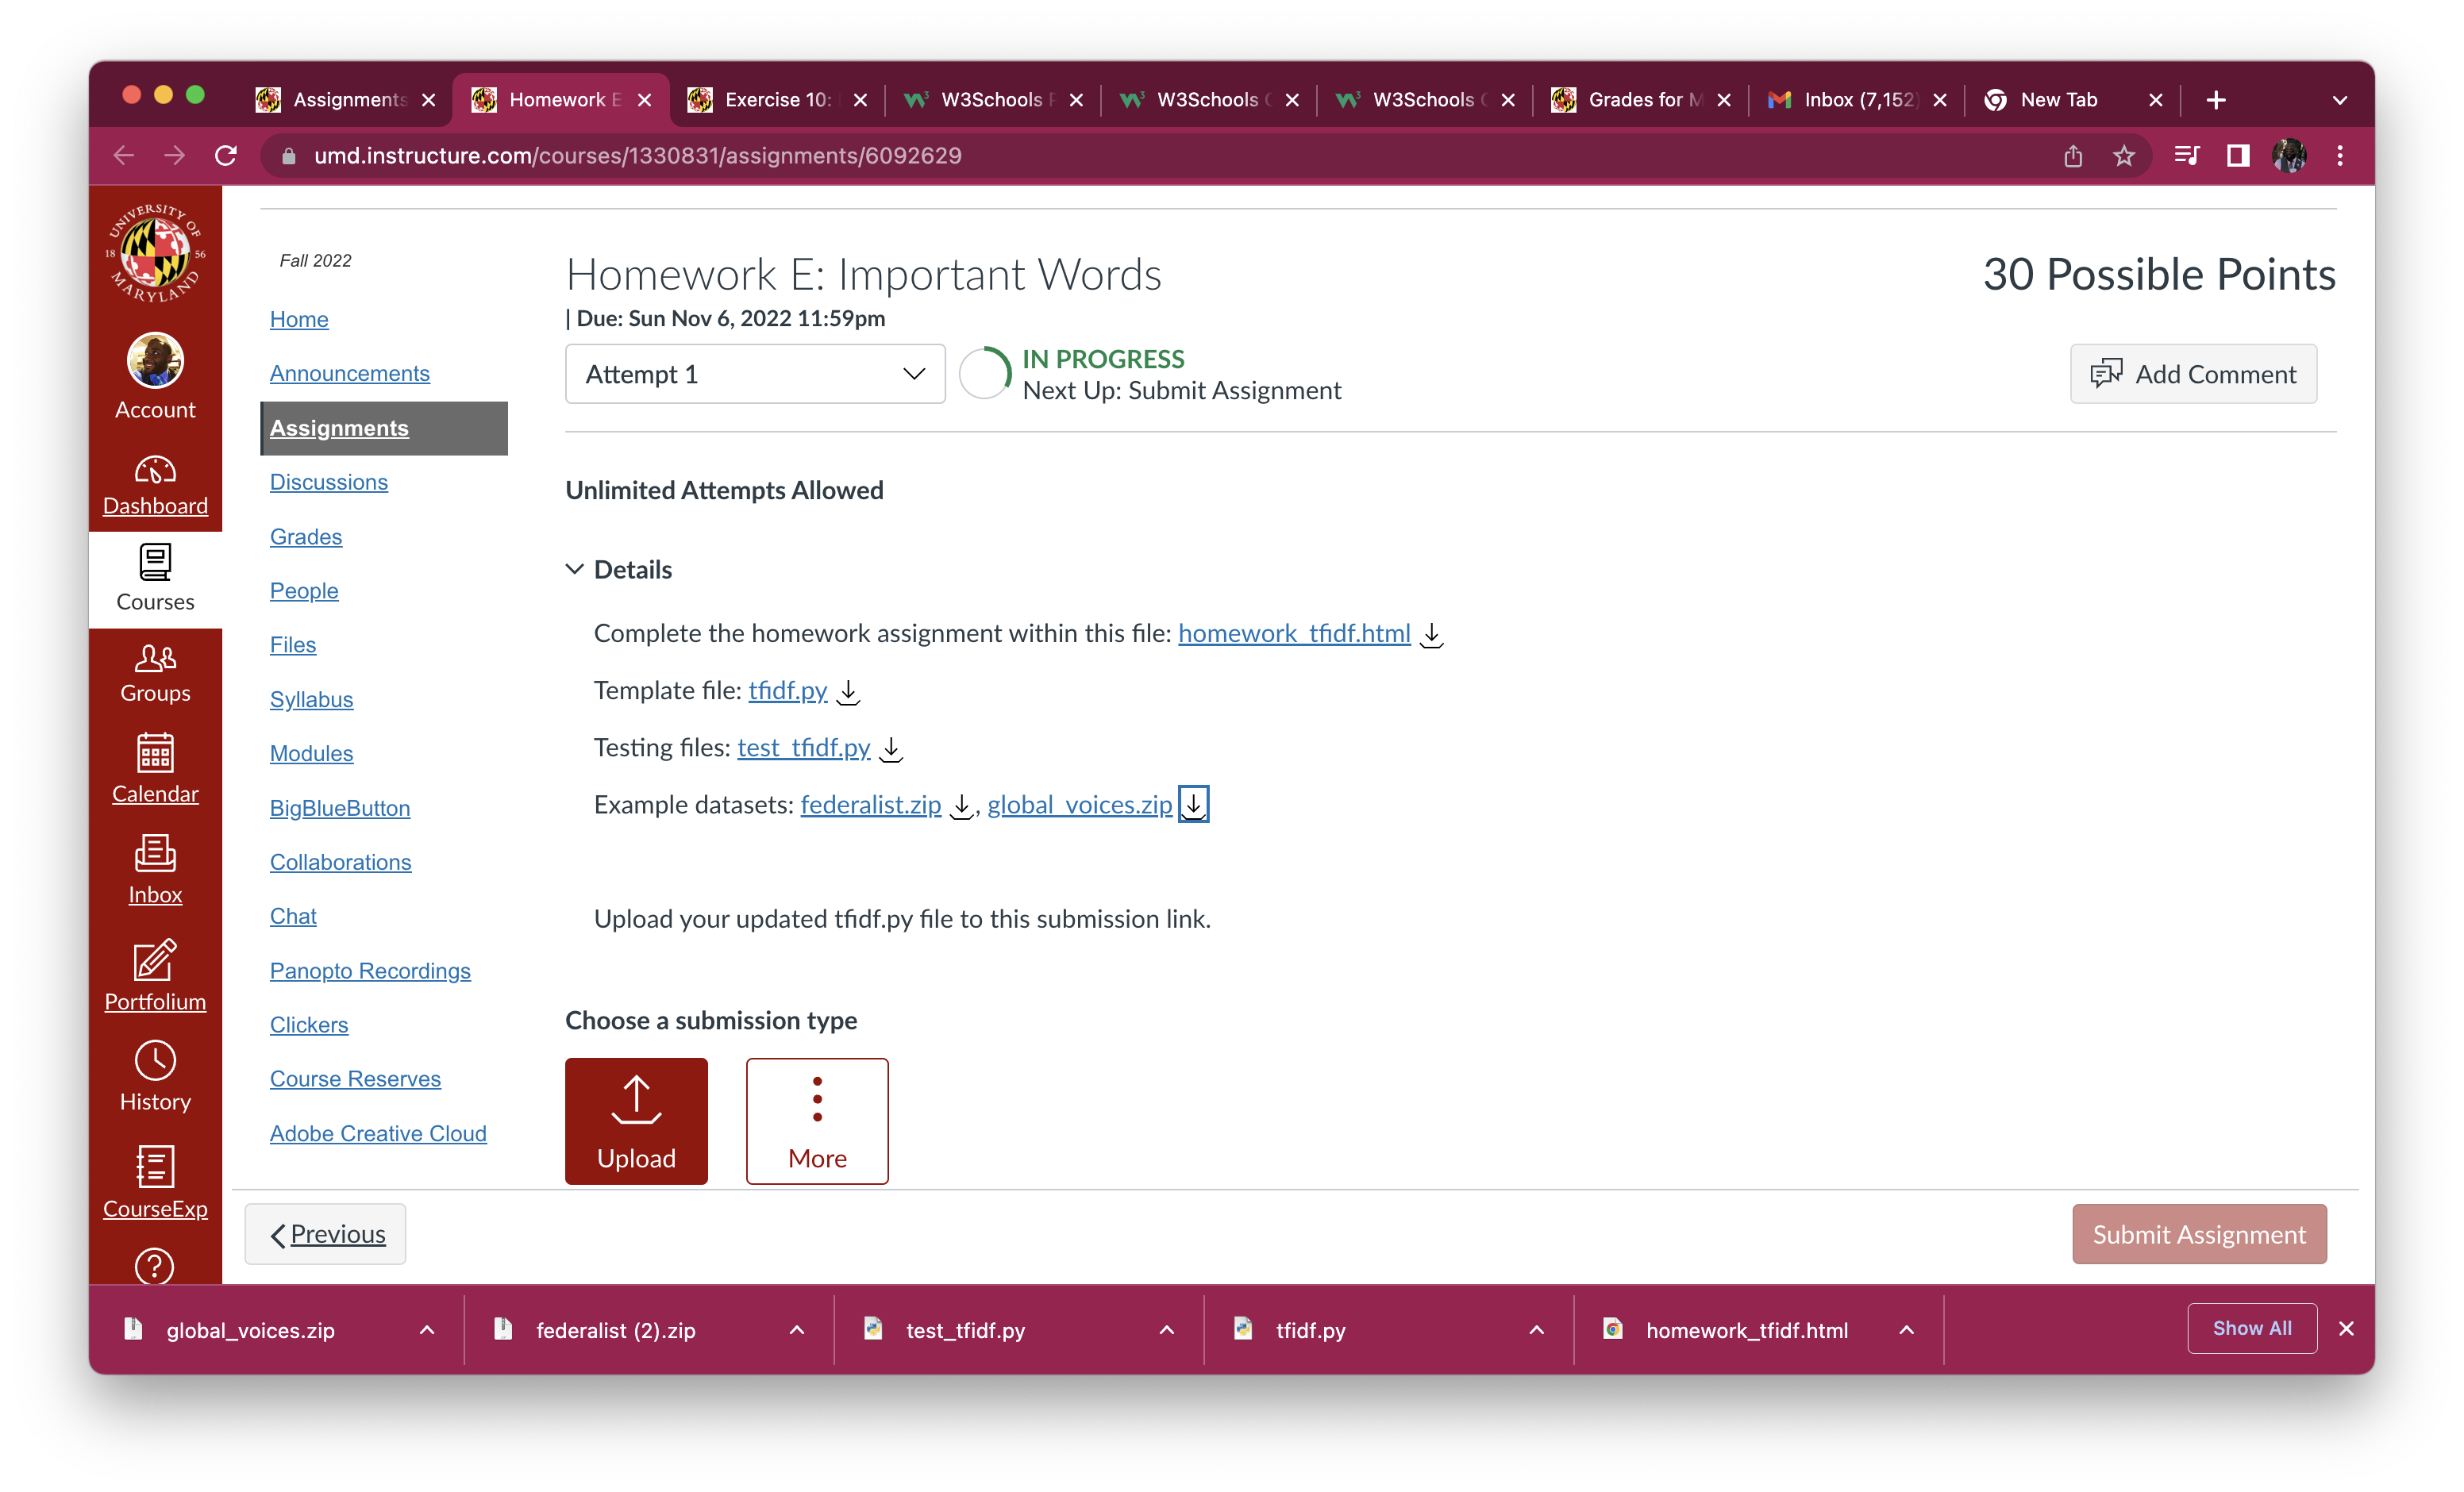 Assignments
Homework E
Exercise 10:
W3Schools
W3Schools
W3Schools
Grades for M
Inbox (7,152)
New Tab
umd.instructure.com/courses/1330831/assignments/6092629
UNIVERSITY OF
18 56
MARYLAND
Account
Dashboard
Courses
Groups
Calendar
Inbox
Portfolium
History
CourseExp
Fall 2022
Home
Announcements
Assignments
Discussions
Grades
People
Files
Syllabus
Modules
BigBlueButton
Collaborations
Chat
Panopto Recordings
Clickers
Course Reserves
Adobe Creative Cloud
Homework E: Important Words
30 Possible Points
| Due: Sun Nov 6, 2022 11:59pm
Attempt 1
IN PROGRESS
Next Up: Submit Assignment
Add Comment
Unlimited Attempts Allowed
Details
Complete the homework assignment within this file: homework_tfidf.html
Template file: tfidf.py
Testing files: test_tfidf.py
Example datasets: federalist.zip , global_voices.zip
Upload your updated tfidf.py file to this submission link.
Choose a submission type
Upload
More
Previous
Submit Assignment
global_voices.zip
federalist (2).zip
test_tfidf.py
tfidf.py
homework_tfidf.html
Show All